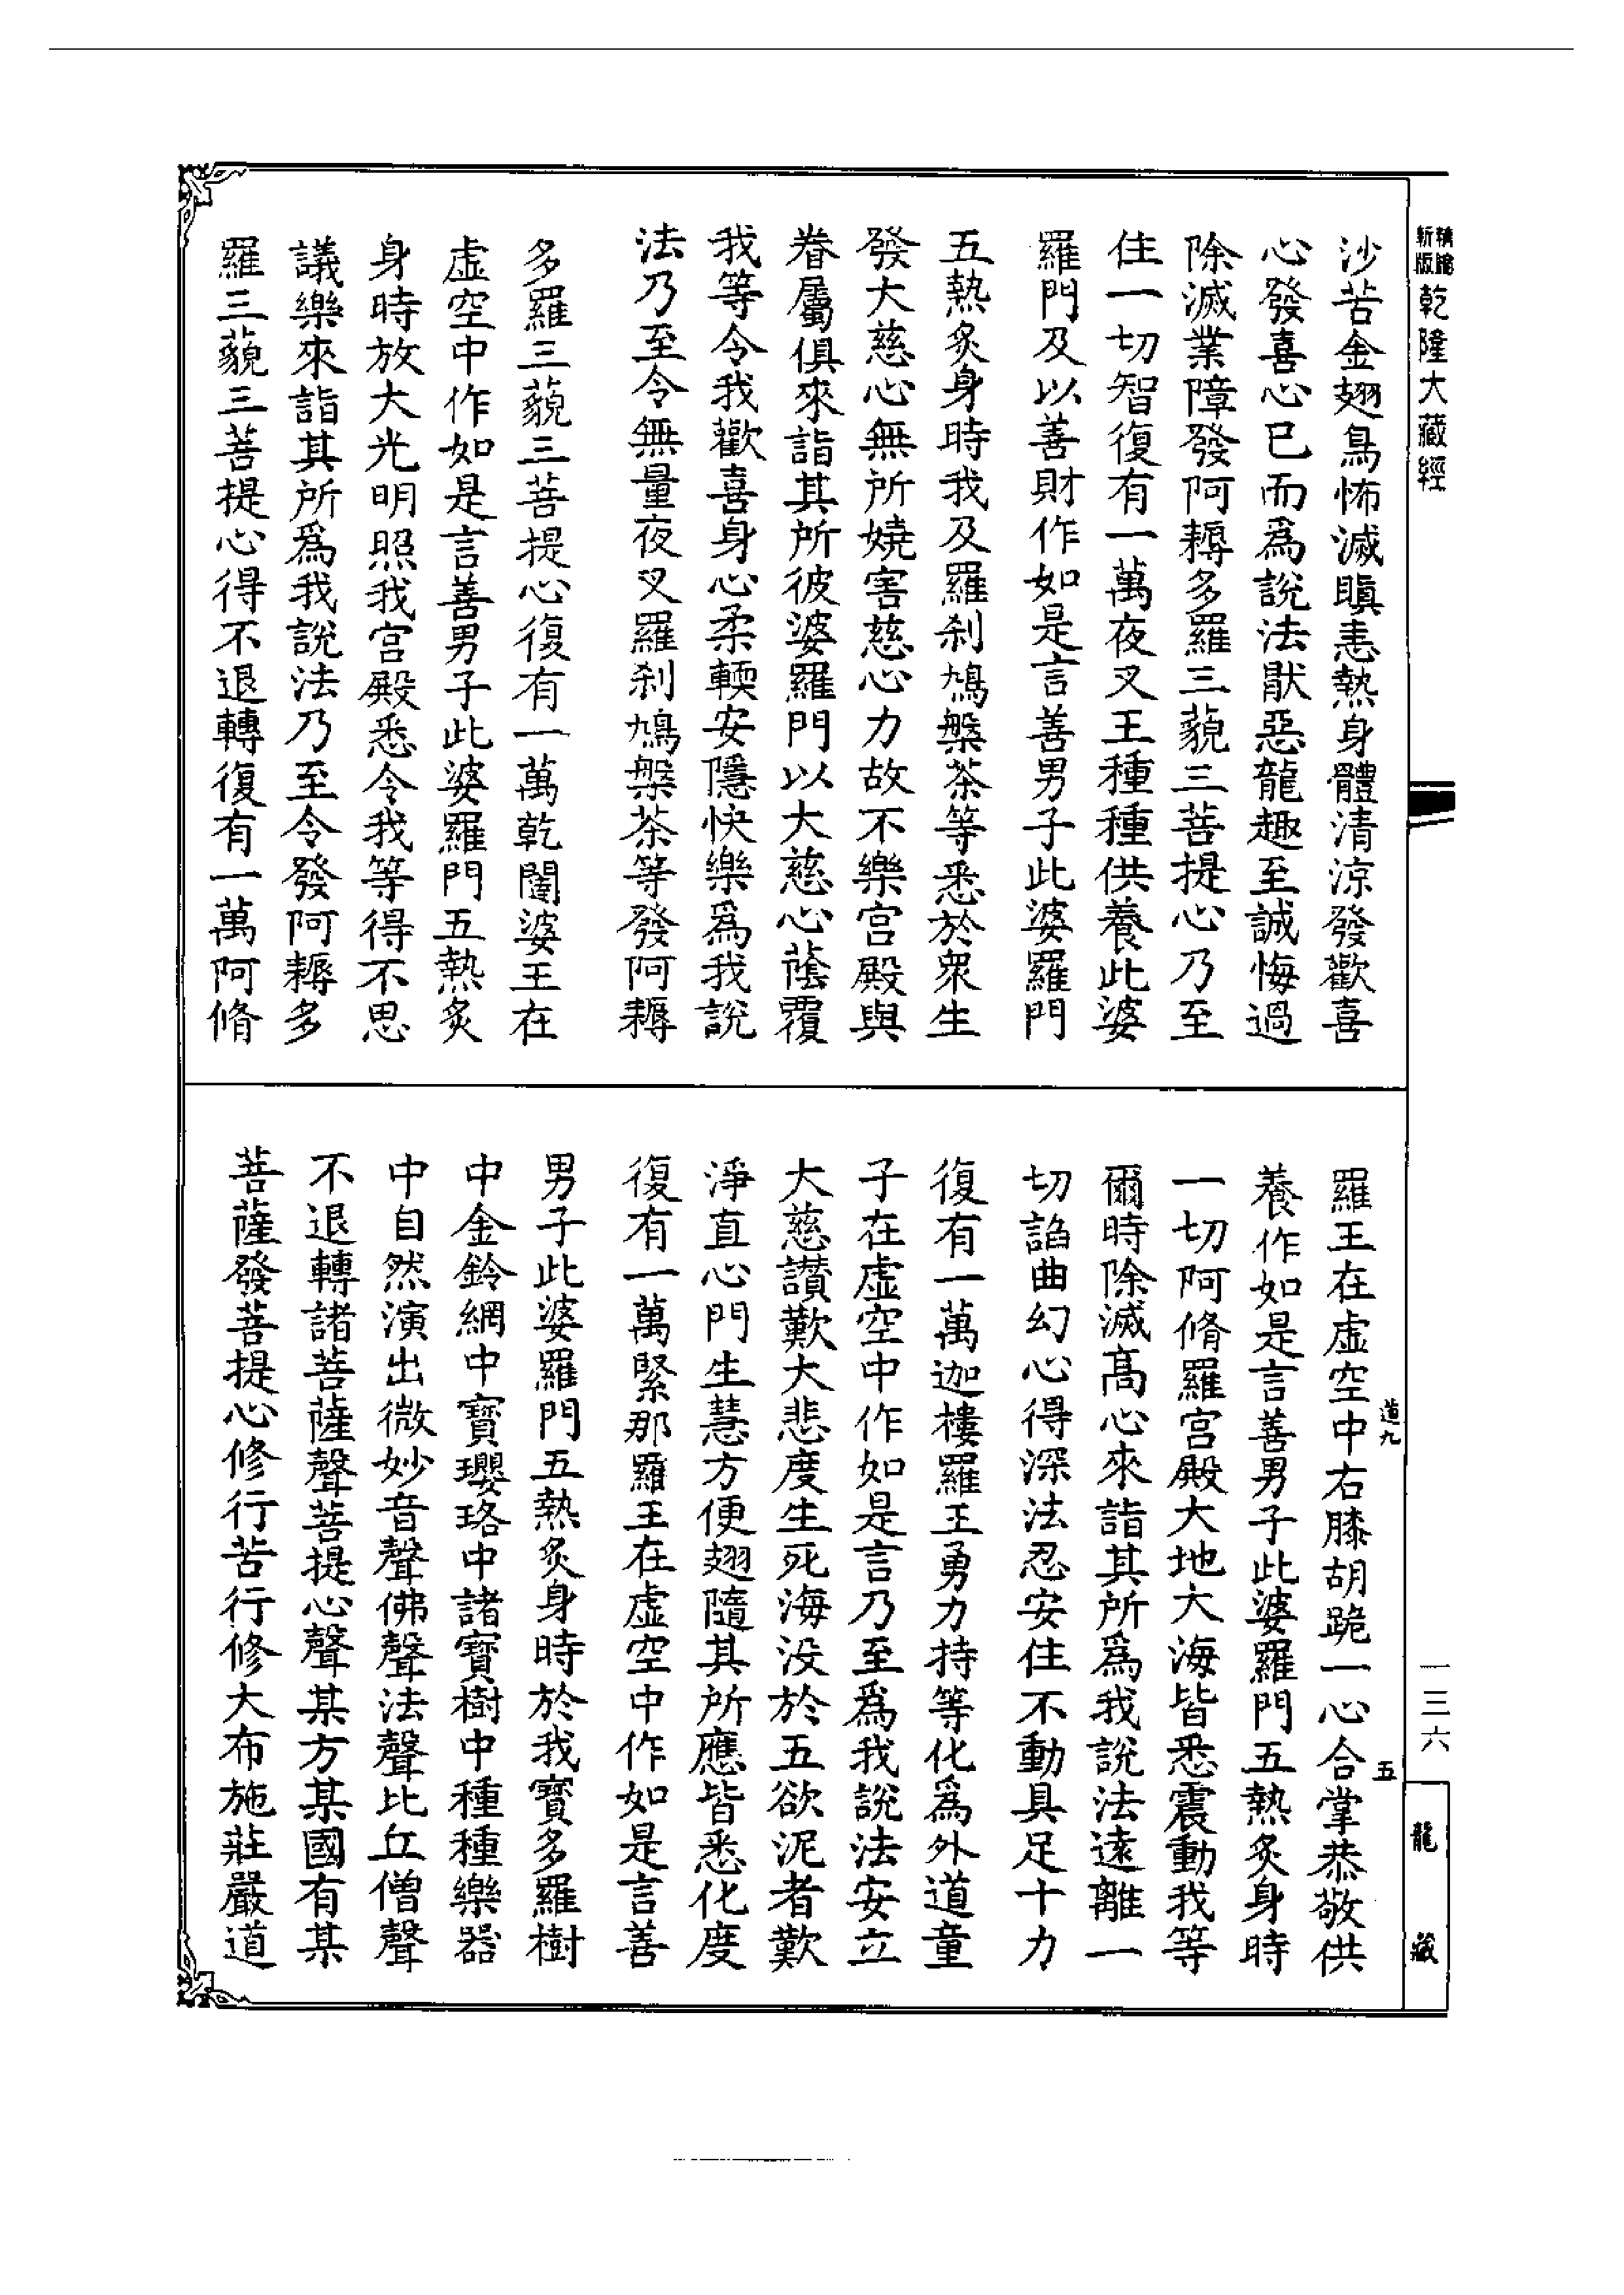 新版
乾隆大藏經
沙苦金翅鳥怖滅瞋恚熱身體清涼發歡喜
心發喜心已而爲說法猒惡龍趣至誠悔過
除滅業障發阿耨多羅三藐三菩提心乃至
住一切智復有一萬夜叉王種種供養此婆
羅門及以善財作如是言善男子此婆羅門
五熱炙身時我及羅刹鳩槃茶等悉於眾生
發大慈心無所嬈害慈心力故不樂宮殿與
眷屬俱來詣其所彼婆羅門以大慈心蔭覆
我等令我歡喜身心柔輭安隱快樂爲我說
法乃至令無量夜叉羅刹鳩槃茶等發阿耨
多羅三藐三菩提心復有一萬乾闥婆王在
虛空中作如是言善男子此婆羅門五熱炙
身時放大光明照我宮殿悉令我等得不思
議樂來詣其所爲我說法乃至令發阿耨多
羅三藐三菩提心得不退轉復有一萬阿脩
羅王在虛空中右膝胡跪一心合掌恭敬供
養作如是言善男子此婆羅門五熱炙身時
一切阿脩羅宮殿大地大海皆悉震動我等
爾時除滅高心來詣其所爲我說法遠離一
切諂曲幻心得深法忍安住不動具足十力
復有一萬迦樓羅王勇力持等化爲外道童
子在虛空中作如是言乃至爲我說法安立
大慈讚歎大悲度生死海没於五欲泥者歎
淨直心門生慧方便翅隨其所應皆悉化度
復有一萬緊那羅王在虛空中作如是言善
男子此婆羅門五熱炙身時於我寳多羅樹
中金鈴網中寳瓔珞中諸寳樹中種種樂器
中自然演出微妙音聲佛聲法聲比丘僧聲
不退轉諸菩薩聲菩提心聲某方某國有某
菩薩發菩提心修行苦行修大布施莊嚴道
道九
五
一三六
龍藏